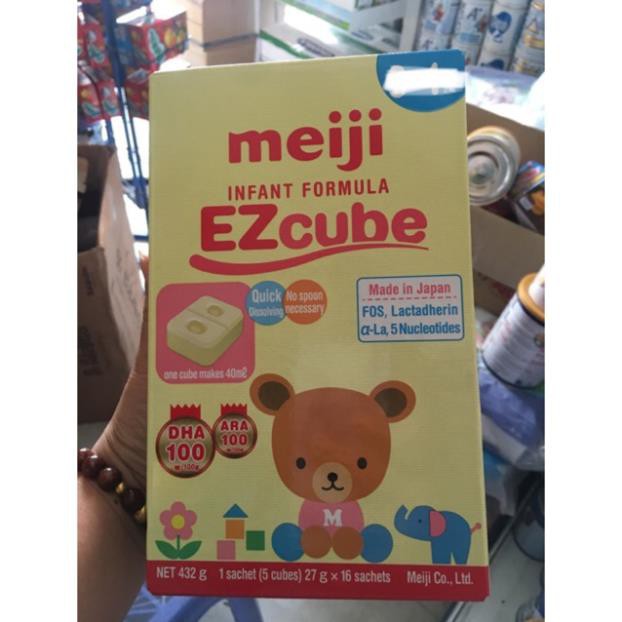 meiji
INFANT FORMULA
EZcube
Quick
Dissolving
No spoon
necessary
Made in Japan
FOS, Lactadherin
α-La, 5 Nucleotides
one cube makes 40mℓ
DHA
100
ARA
100
M
NET 432 g 1 sachet (5 cubes) 27 g × 16 sachets Meiji Co., Ltd.